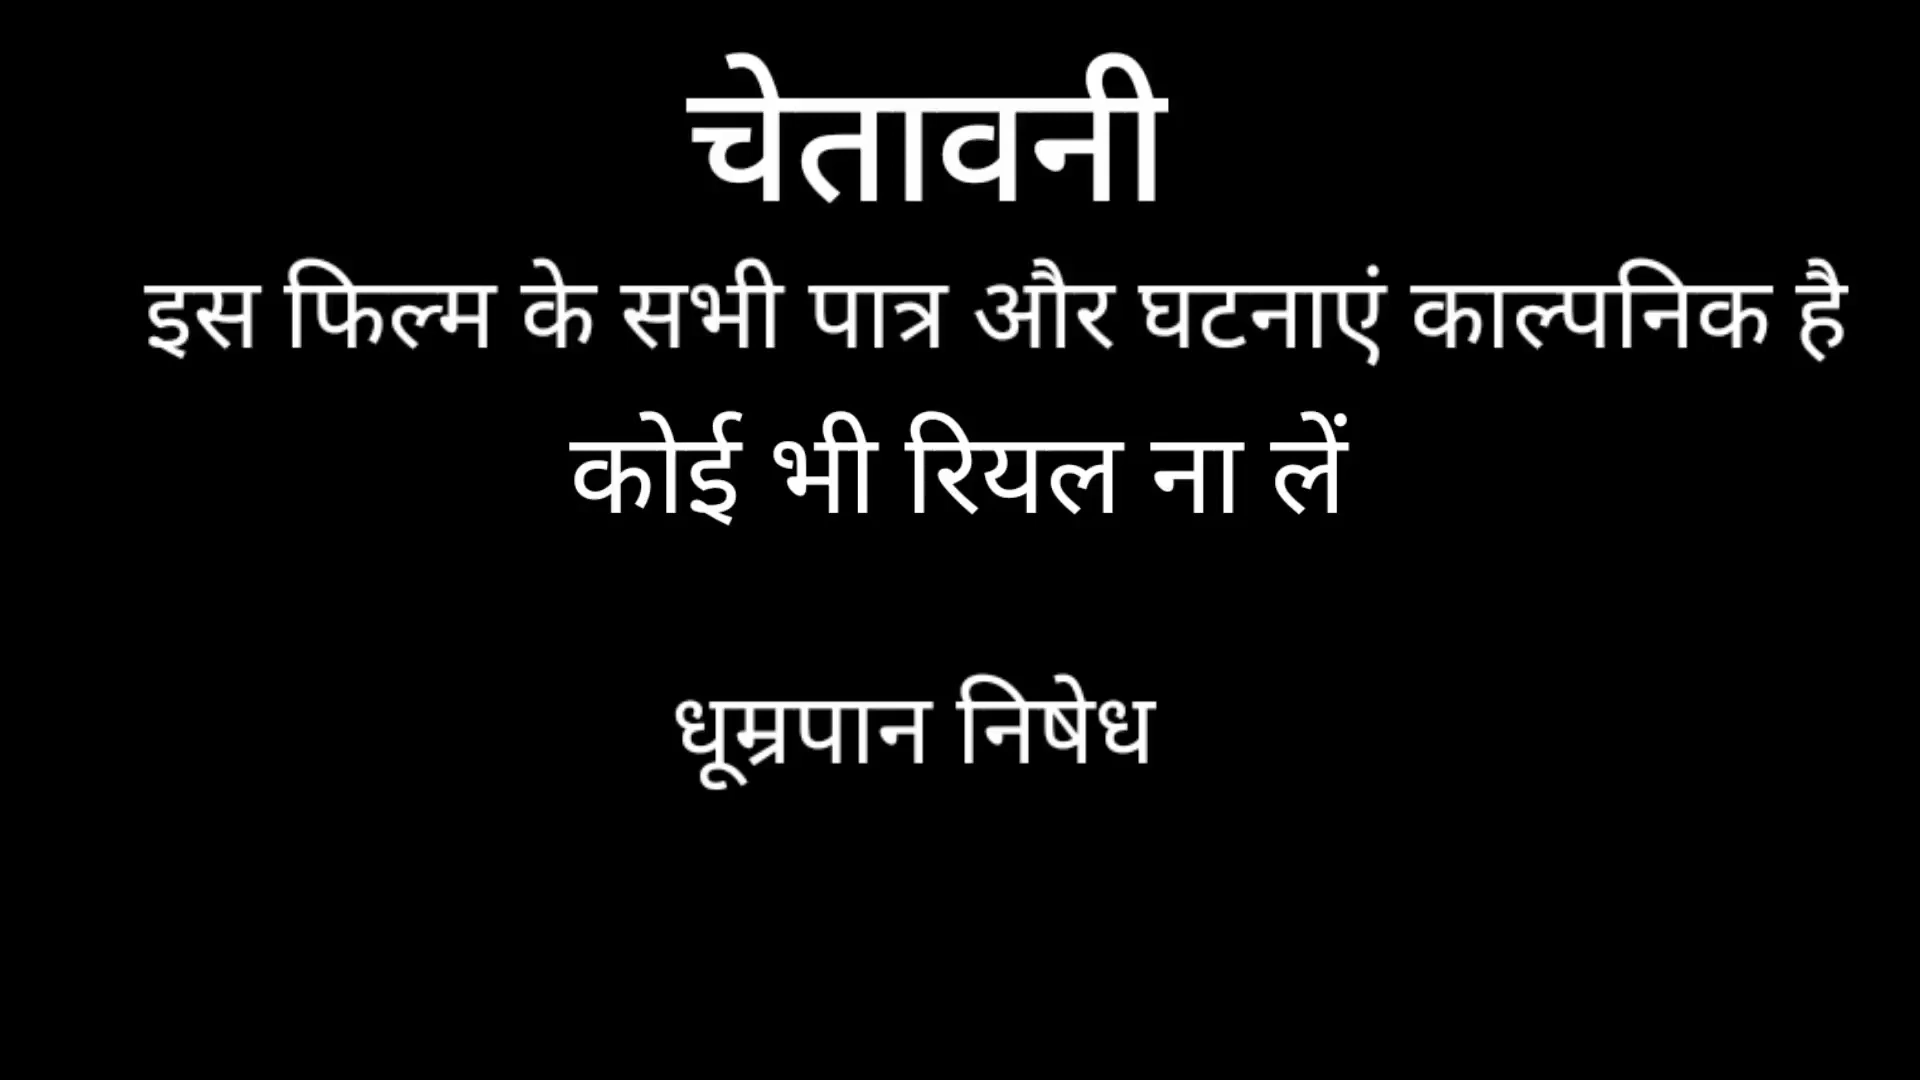 चेतावनी
इस फिल्म के सभी पात्र और घटनाएं काल्पनिक है
कोई भी रियल ना लें
धूम्रपान निषेध